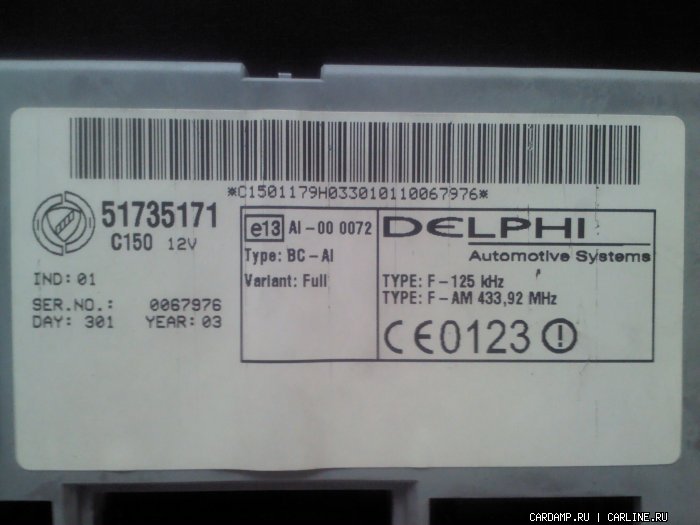 *C1501179H033010110067976*
51735171
C150 12V
IND: 01
SER.NO.: 0067976
DAY: 301 YEAR: 03
e13 AI-00 0072
Type: BC-AI
Variant: Full
DELPHI
Automotive Systems
TYPE: F-125 kHz
TYPE: F-AM 433,92 MHz
CE0123
CARDAMP.RU | CARLINE.RU